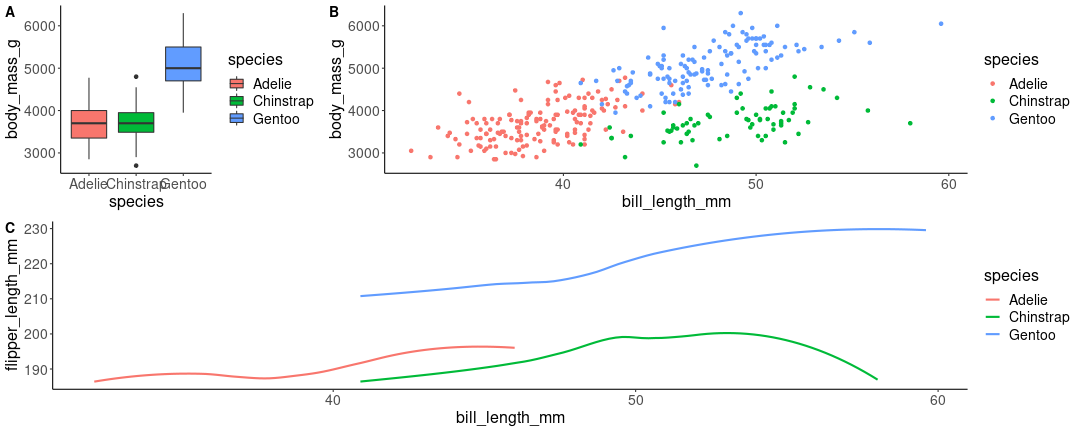 A
body_mass_g
6000
5000
4000
3000
Adelie
Chinstrap
Gentoo
species
species
Adelie
Chinstrap
Gentoo
B
body_mass_g
6000
5000
4000
3000
40
50
60
bill_length_mm
species
Adelie
Chinstrap
Gentoo
C
flipper_length_mm
230
220
210
200
190
40
50
60
bill_length_mm
species
Adelie
Chinstrap
Gentoo